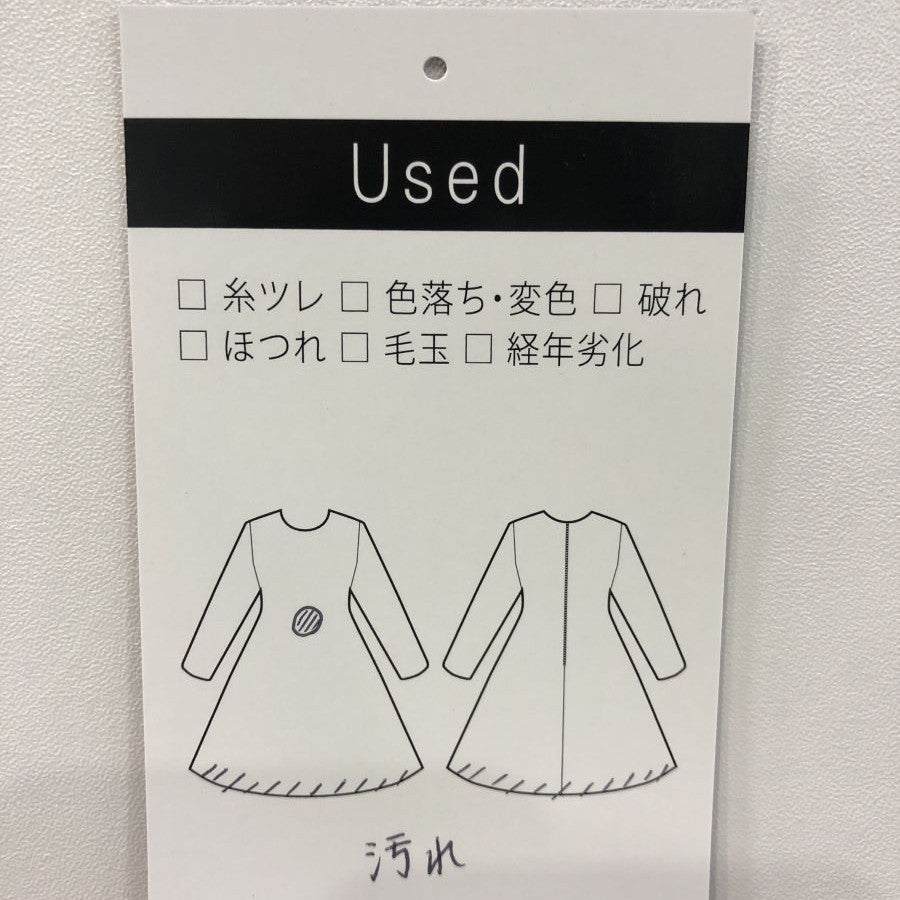 Used
□ 糸ツレ □ 色落ち・変色 □ 破れ
□ ほつれ □ 毛玉 □ 経年劣化
汚れ